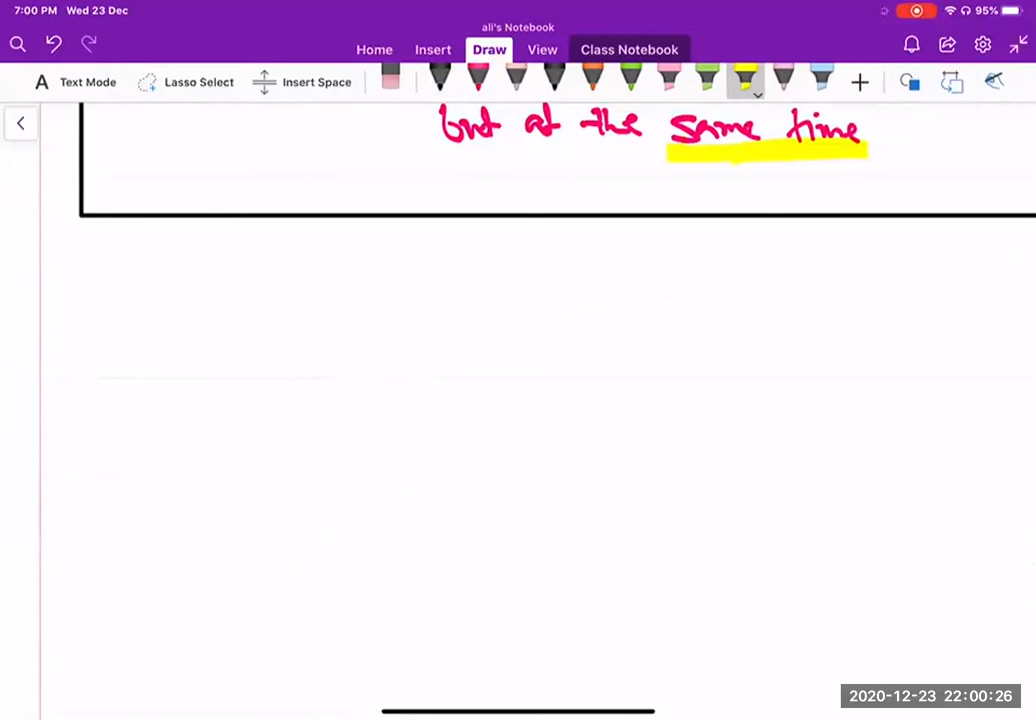 7:00 PM Wed 23 Dec
95%
ali's Notebook
Home Insert Draw View Class Notebook
A Text Mode Lasso Select Insert Space
but at the same time
2020-12-23 22:00:26